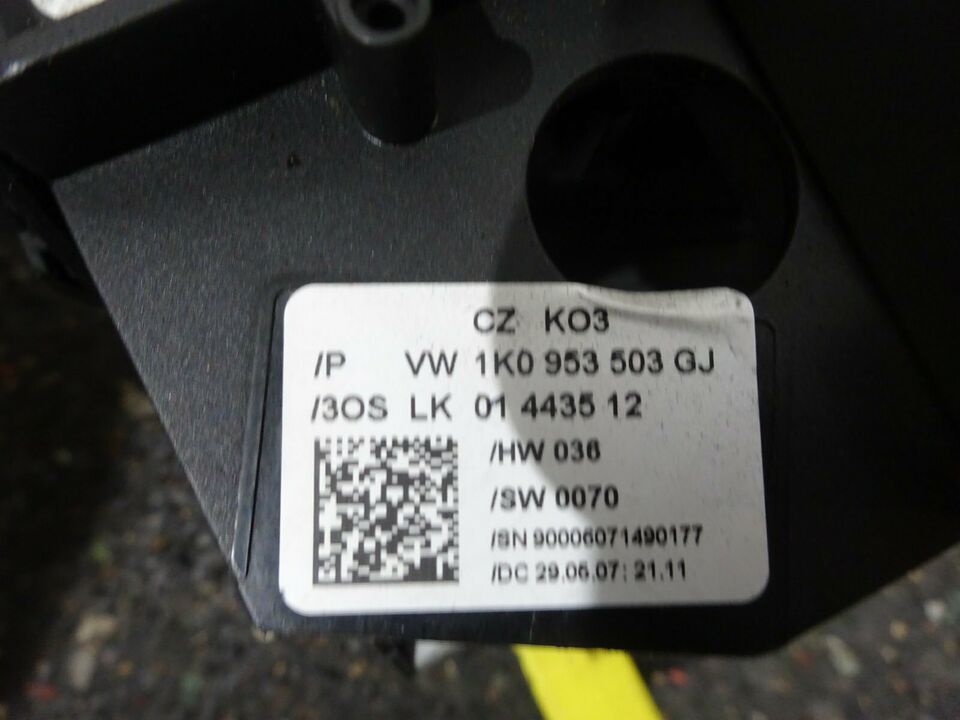 CZ KO3
/P VW 1K0 953 503 GJ
/3OS LK 01 4435 12
/HW 036
/SW 0070
/SN 90006071490177
/DC 29.05.07; 21.11